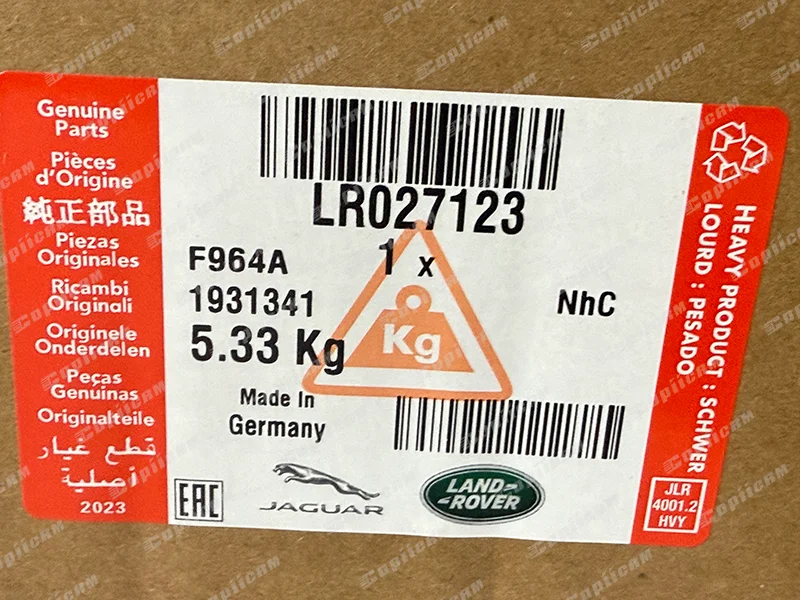 Genuine
Parts
Pièces
d'Origine
純正部品
Piezas
Originales
Ricambi
Originali
Originele
Onderdelen
Peças
Genuínas
Originalteile
قطع غيار
أصلية
2023
LR027123
F964A
1 x
1931341
NhC
5.33 Kg
Kg
Made In
Germany
EAC
JAGUAR
LAND-
-ROVER
HEAVY PRODUCT : SCHWER
LOURD : PESADO
JLR
4001.2
HVY